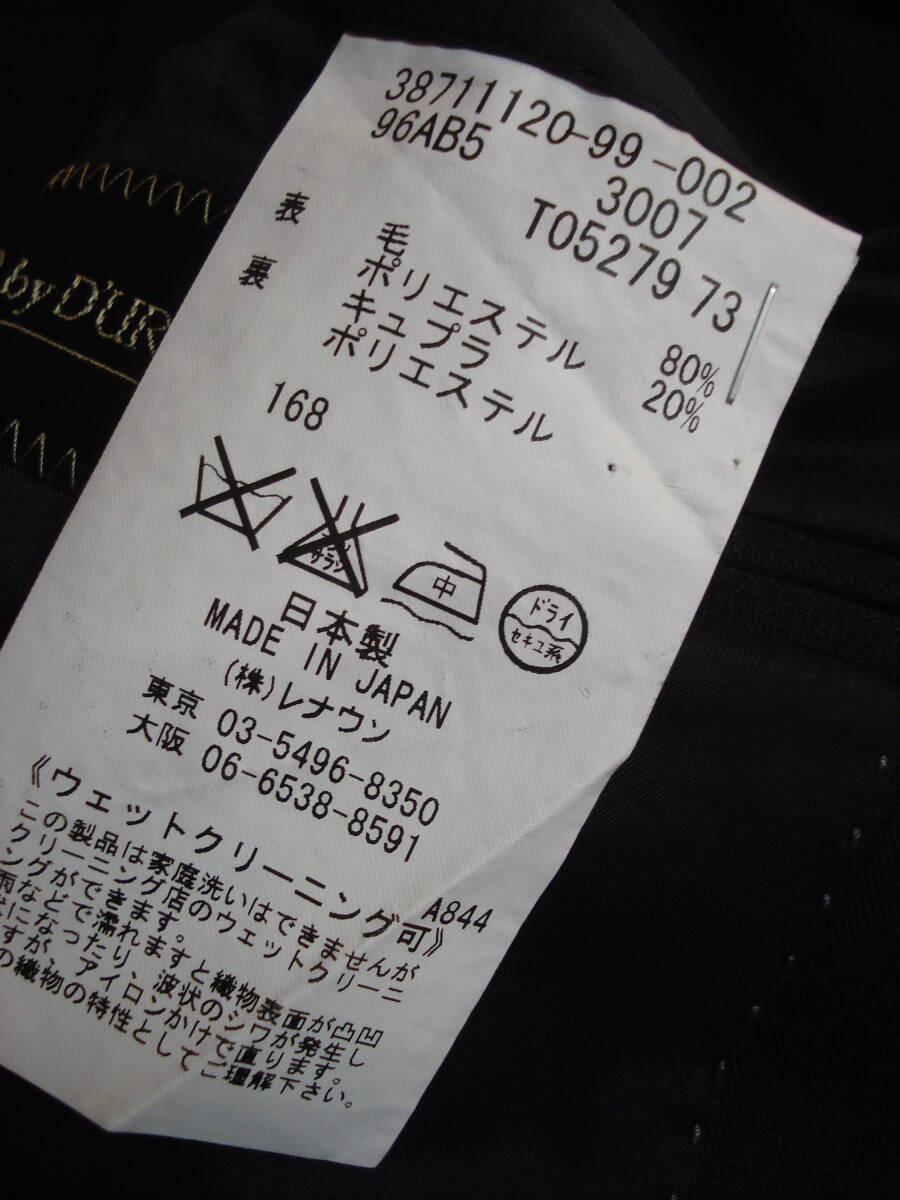 38711120-99-002
96AB5 3007
T05279 73
表 毛 80%
ポリエステル 20%
裏 キュプラ
ポリエステル
168
サラシ
中
ドライ
セキユ系
日本製
MADE IN JAPAN
(株)レナウン
東京 03-5496-8350
大阪 06-6538-8591
A844
《ウェットクリーニング可》
この製品は家庭洗いはできませんが
クリーニング店のウェットクリーニ
ングができます。
雨などで濡れますと織物表面が凸凹
になったり、波状のシワが発生し
ますが、アイロンかけで直ります。
の織物の特性としてご理解下さい。
by D'UR